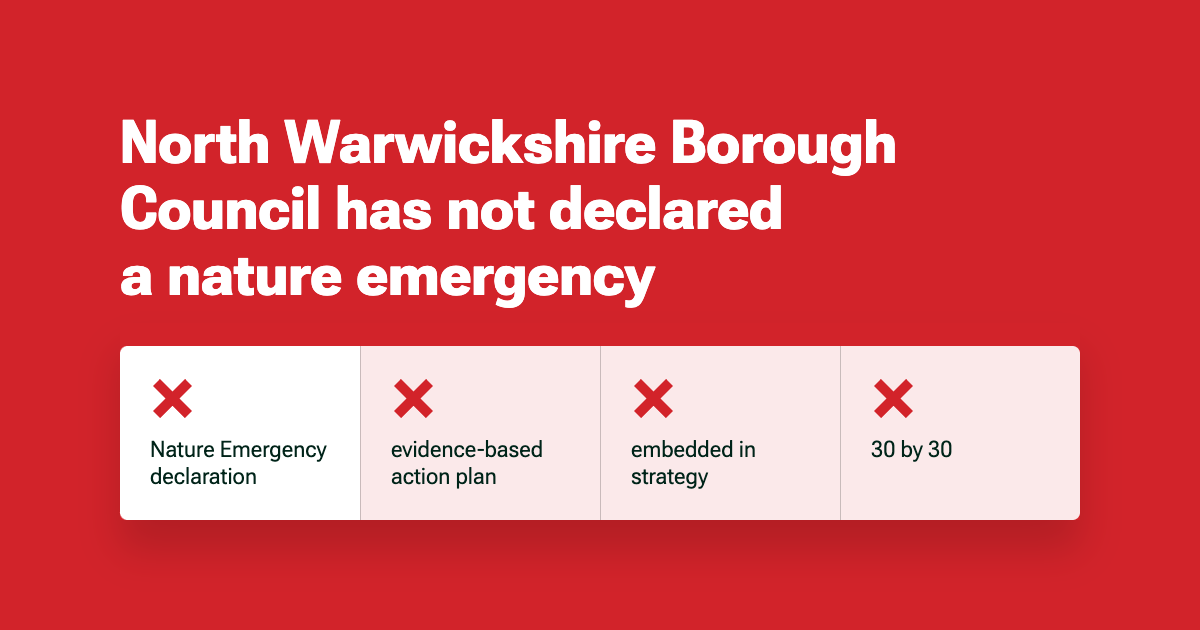 North Warwickshire Borough
Council has not declared
a nature emergency
Nature Emergency
declaration
evidence-based
action plan
embedded in
strategy
30 by 30